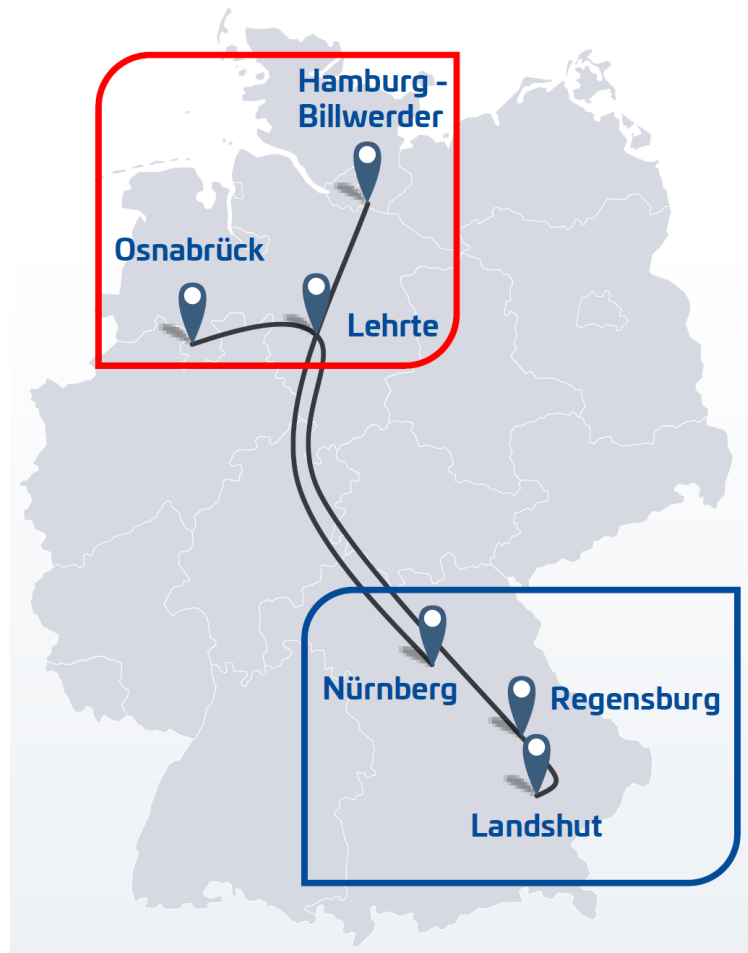 Hamburg -
Billwerder
Osnabrück
Lehrte
Nürnberg
Regensburg
Landshut